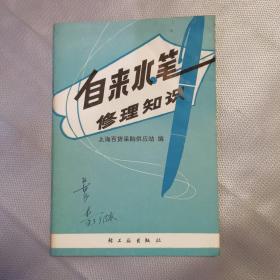 自来水笔
修理知识
上海百货采购供应站 编
轻工业出版社